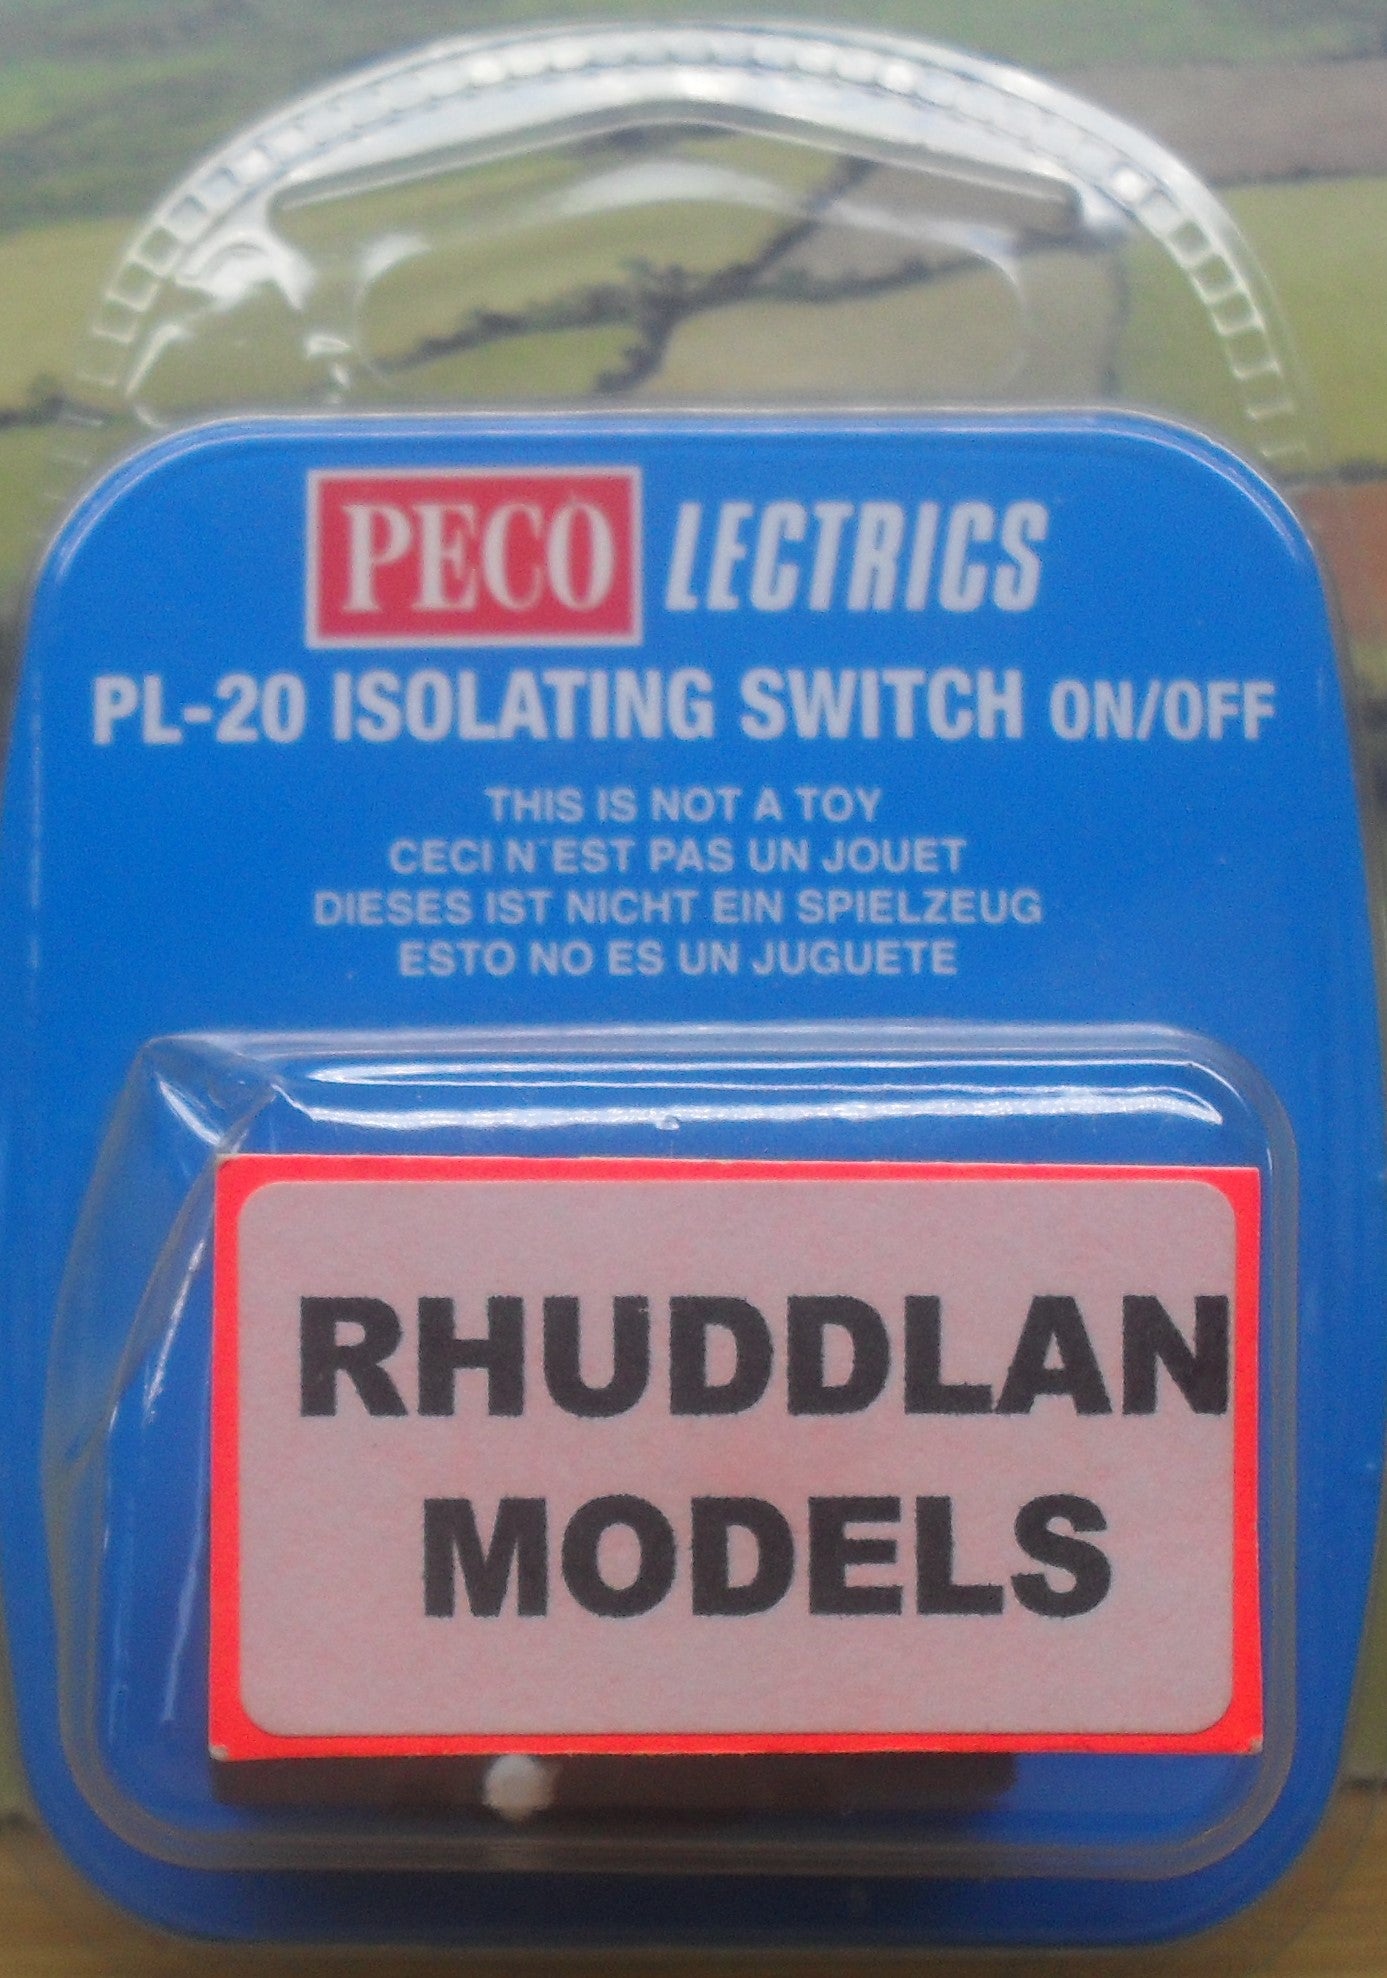 PECO LECTRICS
PL-20 ISOLATING SWITCH ON/OFF
THIS IS NOT A TOY
CECI N'EST PAS UN JOUET
DIESES IST NICHT EIN SPIELZEUG
ESTO NO ES UN JUGUETE
RHUDDLAN
MODELS